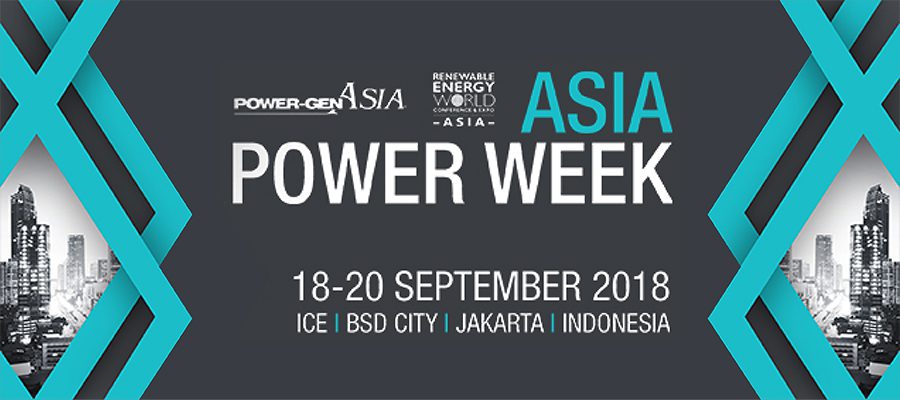 POWER-GEN ASIA
RENEWABLE
ENERGY
WORLD
CONFERENCE & EXPO
– ASIA –
ASIA
POWER WEEK
18-20 SEPTEMBER 2018
ICE | BSD CITY | JAKARTA | INDONESIA